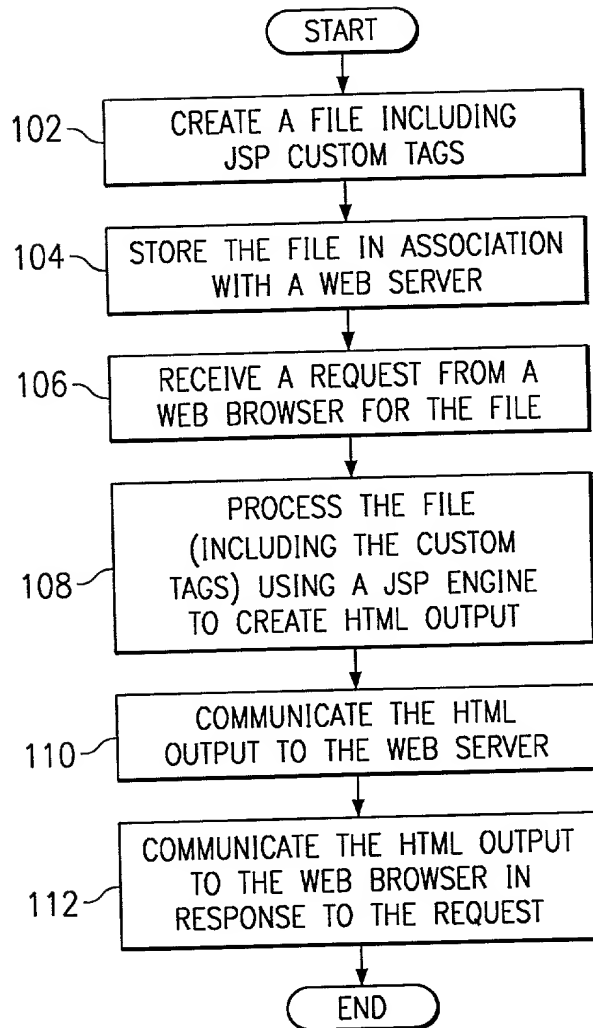 START
102
CREATE A FILE INCLUDING
JSP CUSTOM TAGS
104
STORE THE FILE IN ASSOCIATION
WITH A WEB SERVER
106
RECEIVE A REQUEST FROM A
WEB BROWSER FOR THE FILE
108
PROCESS THE FILE
(INCLUDING THE CUSTOM
TAGS) USING A JSP ENGINE
TO CREATE HTML OUTPUT
110
COMMUNICATE THE HTML
OUTPUT TO THE WEB SERVER
112
COMMUNICATE THE HTML OUTPUT
TO THE WEB BROWSER IN
RESPONSE TO THE REQUEST
END